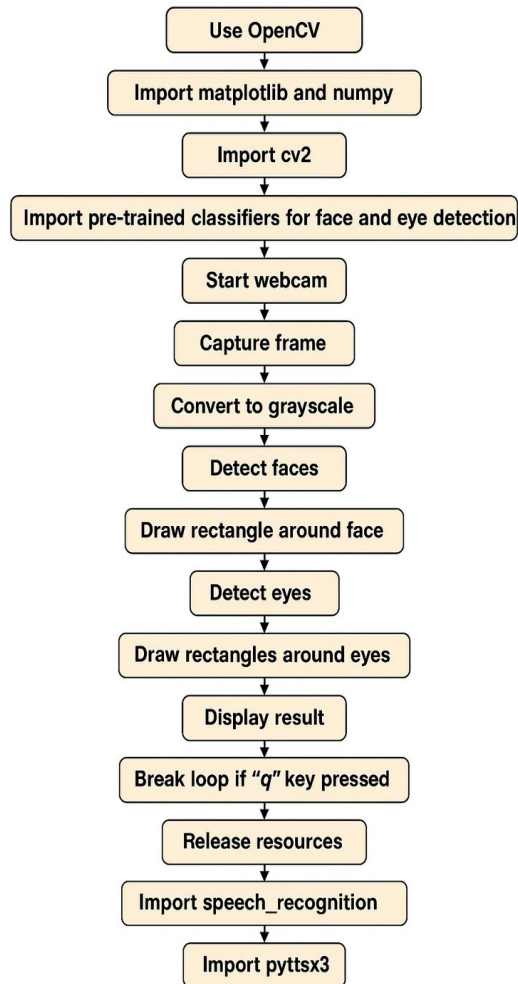 Use OpenCV
Import matplotlib and numpy
Import cv2
Import pre-trained classifiers for face and eye detection
Start webcam
Capture frame
Convert to grayscale
Detect faces
Draw rectangle around face
Detect eyes
Draw rectangles around eyes
Display result
Break loop if “q” key pressed
Release resources
Import speech_recognition
Import pyttsx3